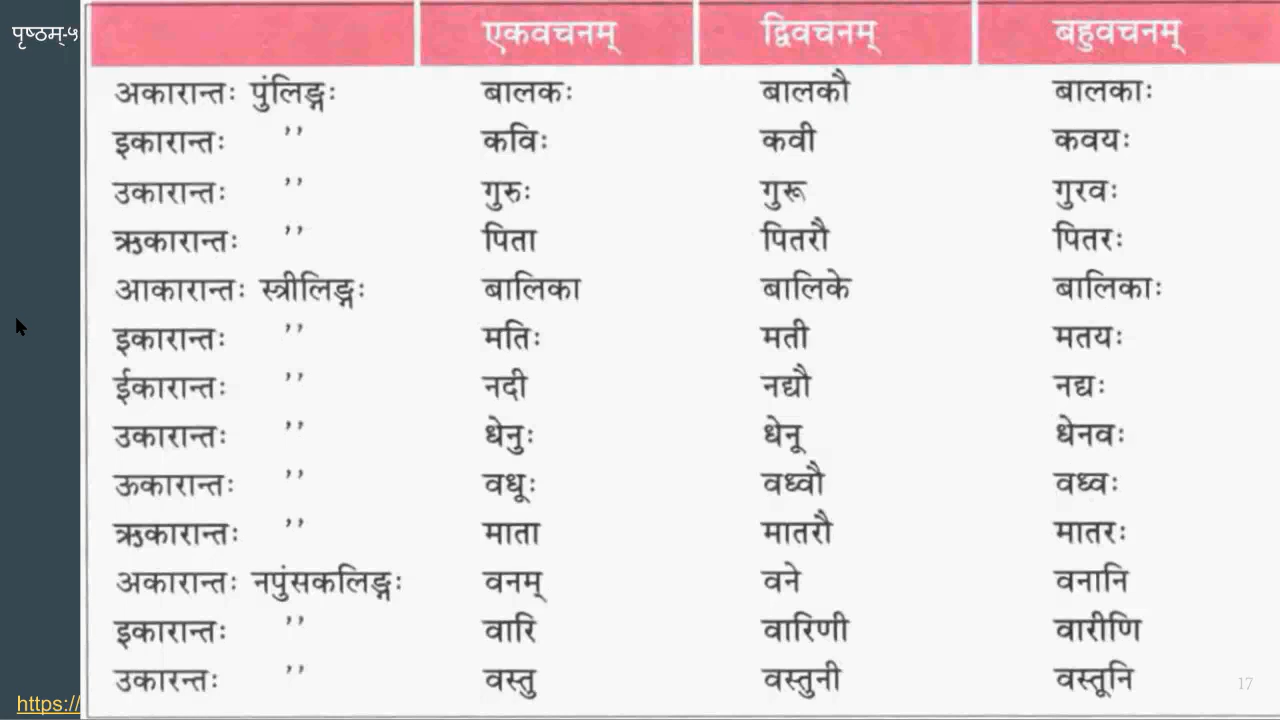 पृष्ठम्-५
एकवचनम् द्विवचनम् बहुवचनम्
अकारान्तः पुंलिङ्गः बालकः बालकौ बालकाः
इकारान्तः ’’ कविः कवी कवयः
उकारान्तः ’’ गुरुः गुरू गुरवः
ऋकारान्तः ’’ पिता पितरौ पितरः
आकारान्तः स्त्रीलिङ्गः बालिका बालिके बालिकाः
इकारान्तः ’’ मतिः मती मतयः
ईकारान्तः ’’ नदी नद्यौ नद्यः
उकारान्तः ’’ धेनुः धेनू धेनवः
ऊकारान्तः ’’ वधूः वध्वौ वध्वः
ऋकारान्तः ’’ माता मातरौ मातरः
अकारान्तः नपुंसकलिङ्गः वनम् वने वनानि
इकारान्तः ’’ वारि वारिणी वारीणि
उकारन्तः ’’ वस्तु वस्तुनी वस्तूनि
17
https://